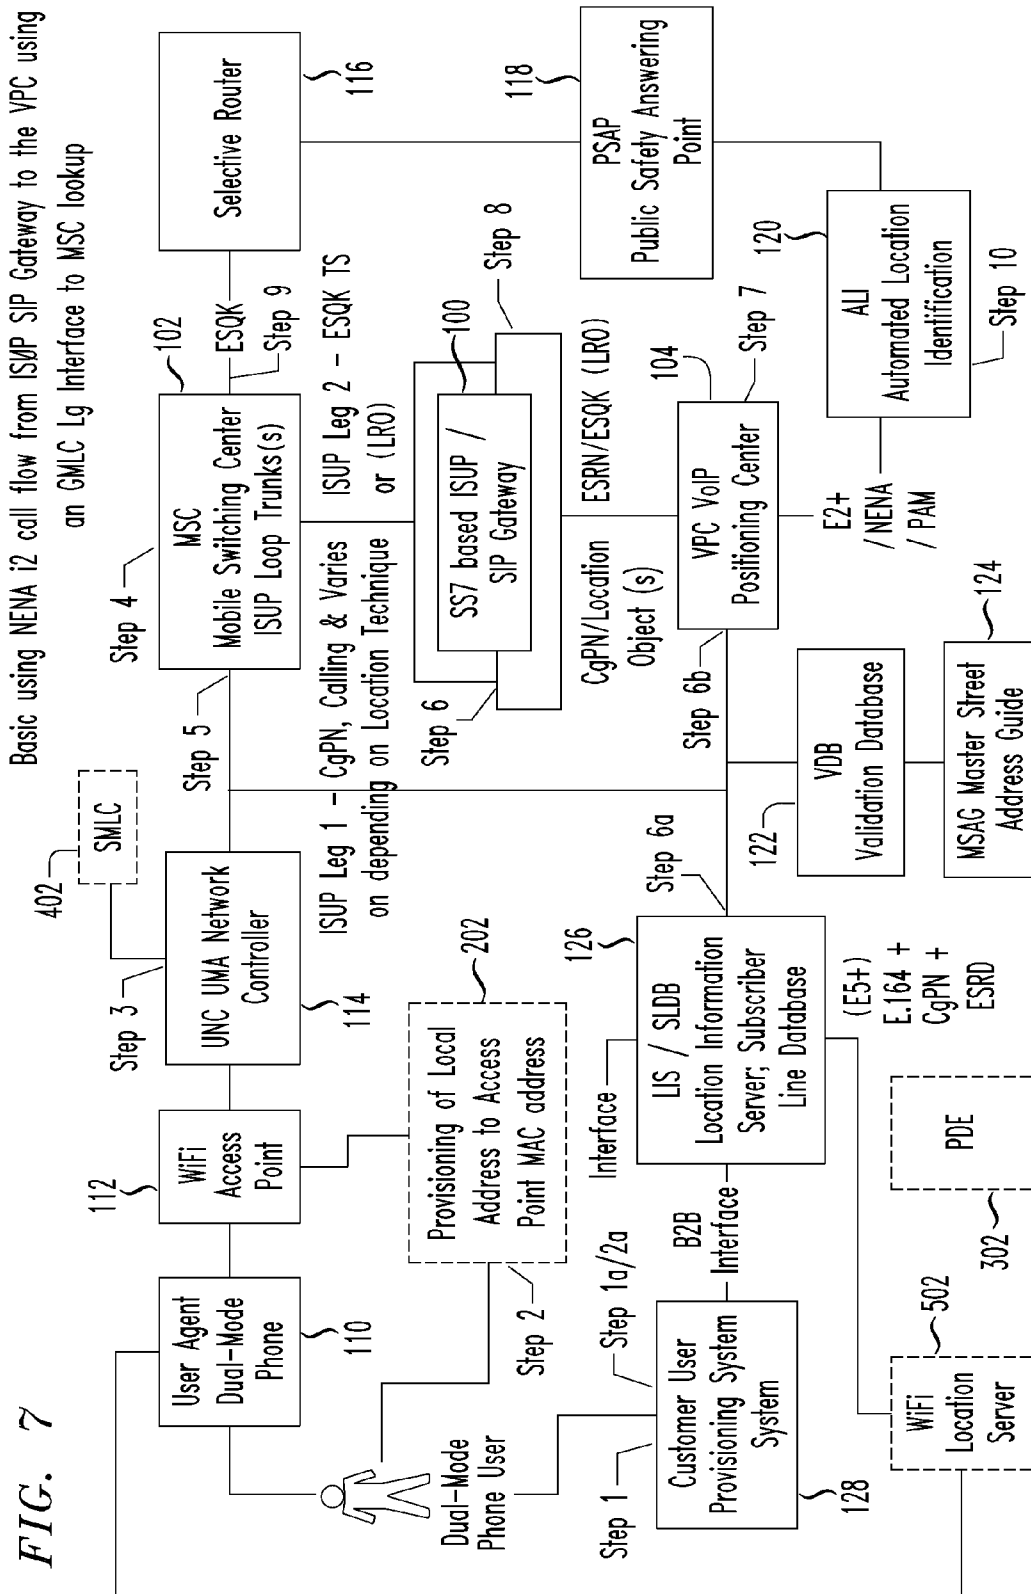 FIG. 7
Basic using NENA i2 call flow from ISØP SIP Gateway to the VPC using
an GMLC Lg Interface to MSC lookup
User Agent
Dual-Mode
Phone
110
WiFi
Access
Point
112
Step 3
UNC UMA Network
Controller
114
SMLC
402
Step 5
Step 4
MSC
Mobile Switching Center
ISUP Loop Trunks(s)
102
ESQK
Step 9
Selective Router
116
Dual-Mode
Phone User
Provisioning of Local
Address to Access
Point MAC address
202
Step 2
ISUP Leg 1 - CgPN, Calling & Varies
on depending on Location Technique
ISUP Leg 2 - ESQK TS
or (LRO)
SS7 based ISUP /
SIP Gateway
100
Step 6
Step 8
PSAP
Public Safety Answering
Point
118
CgPN/Location
Object (s)
ESRN/ESQK (LRO)
Step 1
Step 1a/2a
Customer User
Provisioning System
System
128
B2B
Interface
Interface
LIS / SLDB
Location Information
Server; Subscriber
Line Database
126
Step 6a
Step 6b
VPC VoIP
Positioning Center
104
Step 7
E2+
/NENA
/PAM
ALI
Automated Location
Identification
120
Step 10
VDB
Validation Database
122
MSAG Master Street
Address Guide
124
(E5+)
E.164 +
CgPN +
ESRD
WiFi
Location
Server
502
PDE
302